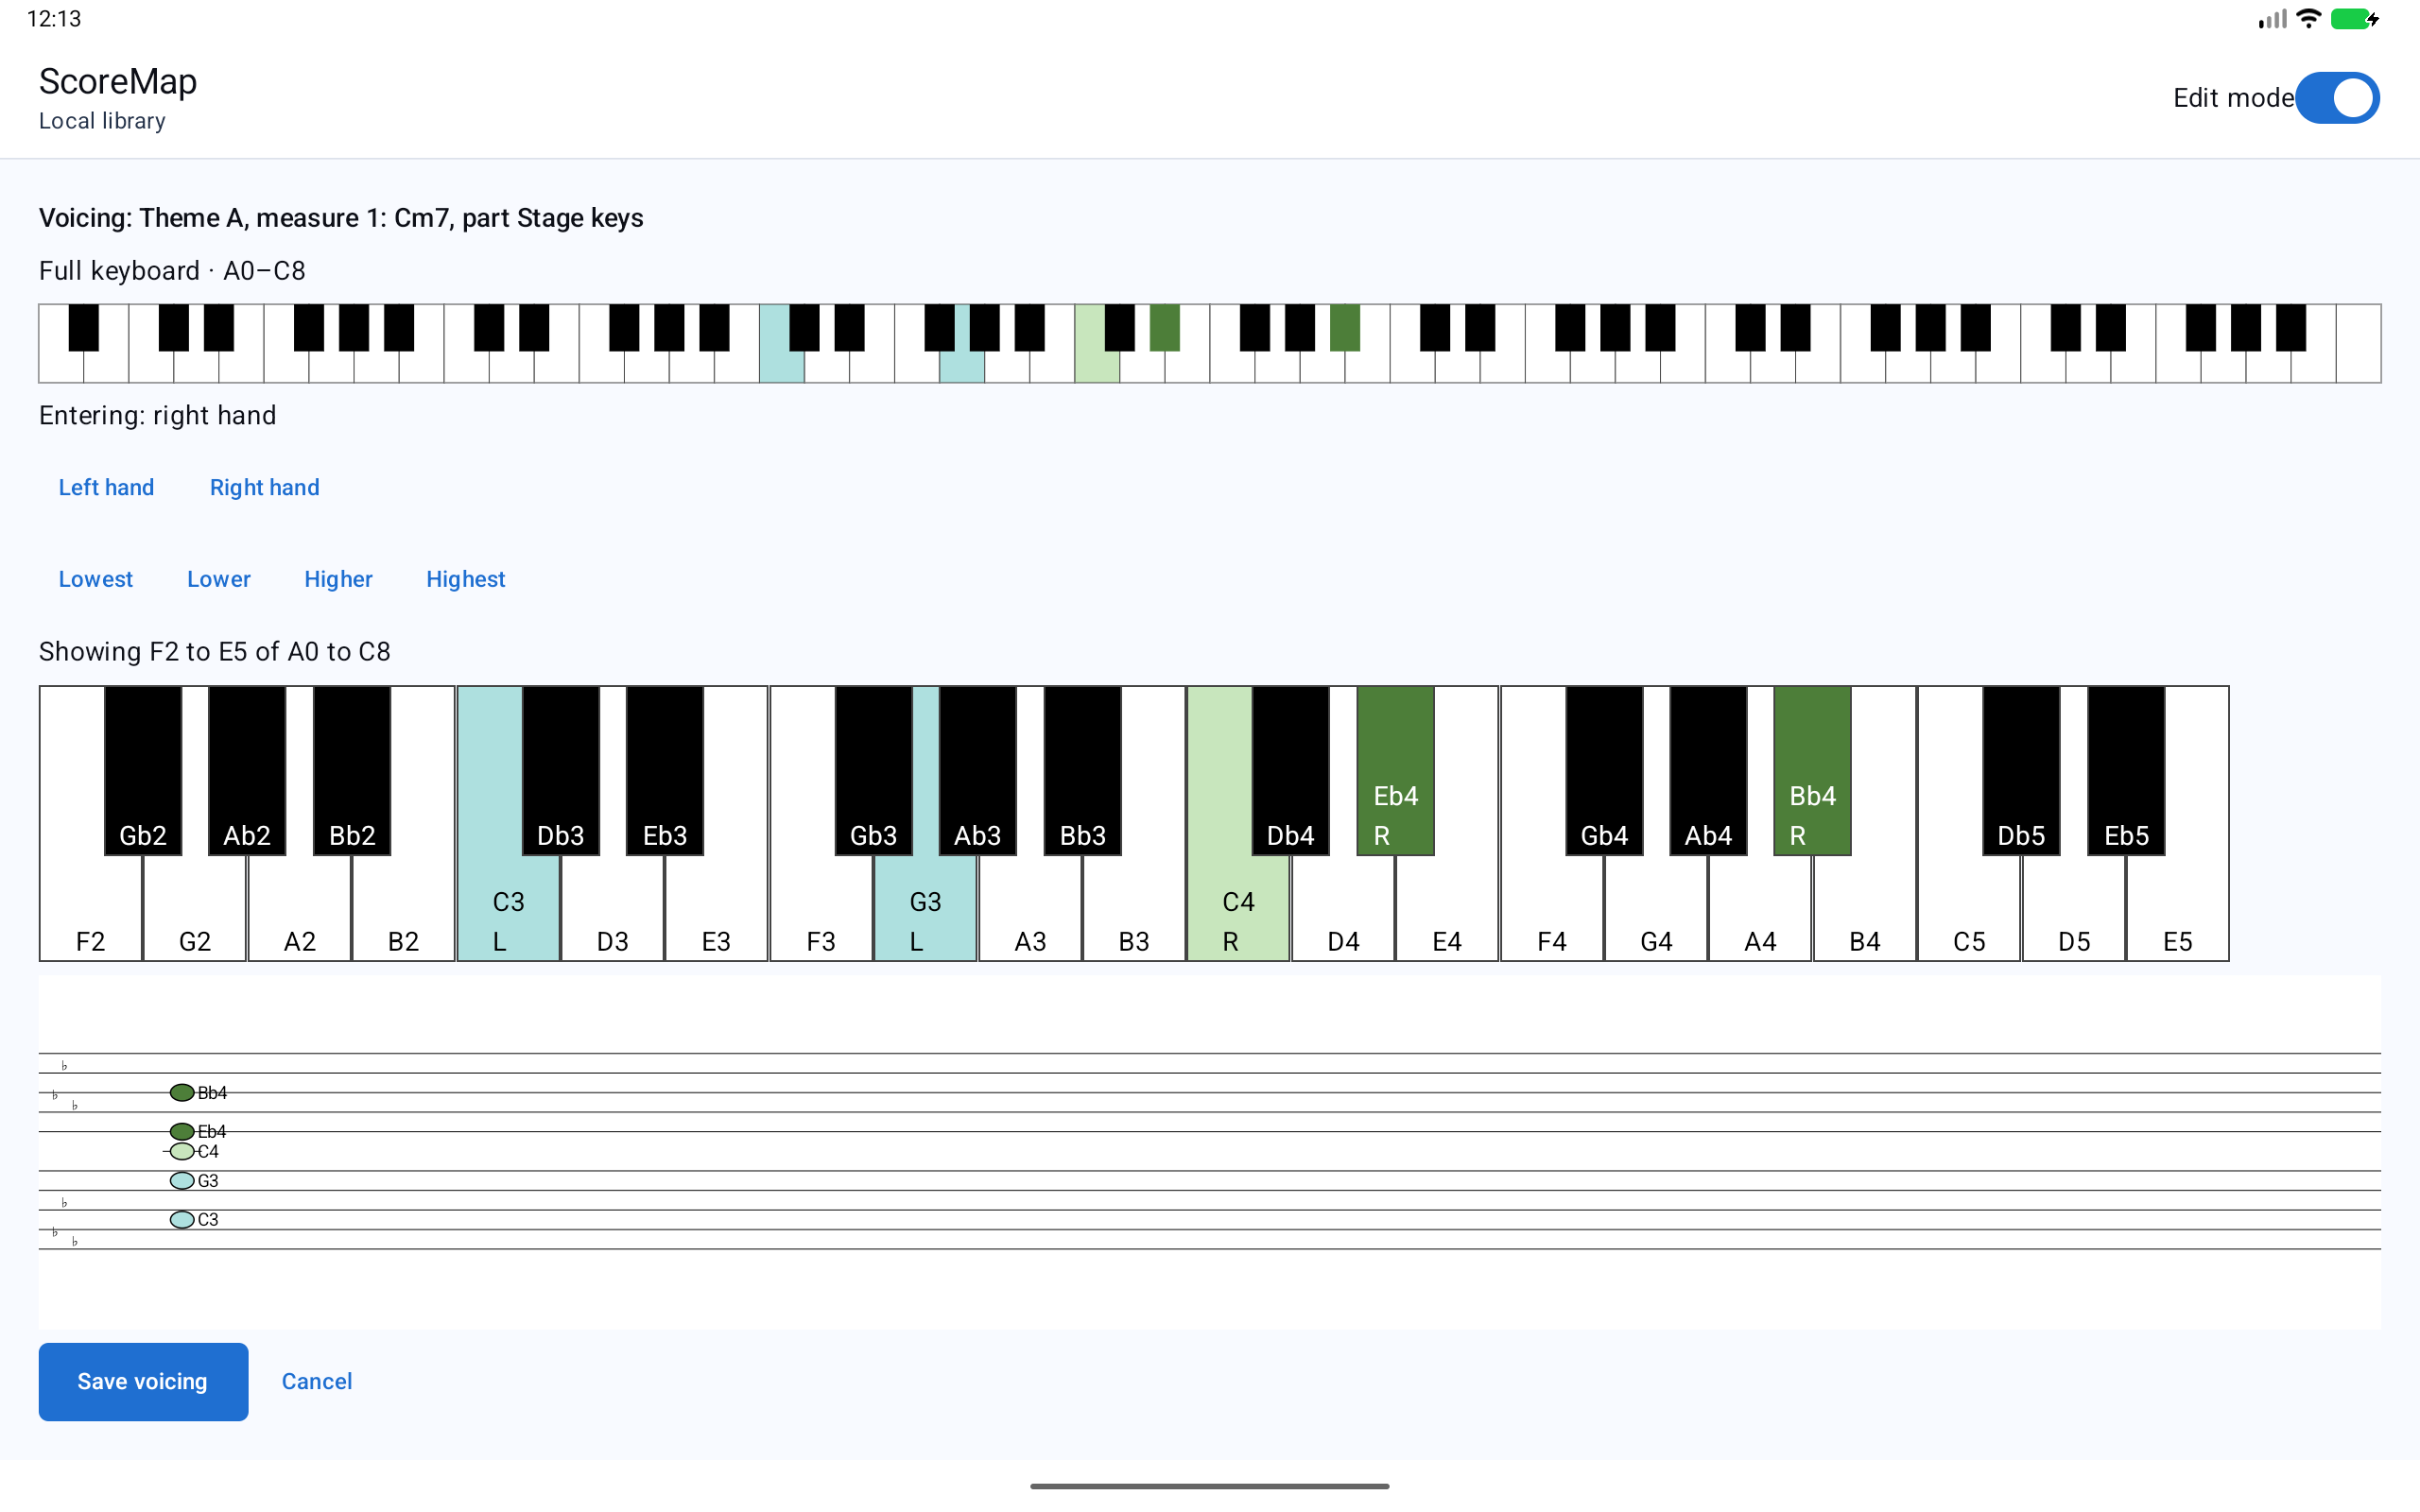 12:13
ScoreMap
Local library
Edit mode
Voicing: Theme A, measure 1: Cm7, part Stage keys
Full keyboard · A0–C8
Entering: right hand
Left hand Right hand
Lowest Lower Higher Highest
Showing F2 to E5 of A0 to C8
Eb4 Bb4
Gb2 Ab2 Bb2 Db3 Eb3 Gb3 Ab3 Bb3 Db4 R Gb4 Ab4 R Db5 Eb5
C3 G3 C4
F2 G2 A2 B2 L D3 E3 F3 L A3 B3 R D4 E4 F4 G4 A4 B4 C5 D5 E5
♭
♭ Bb4
♭
Eb4
C4
G3
♭
C3
♭
♭
Save voicing Cancel